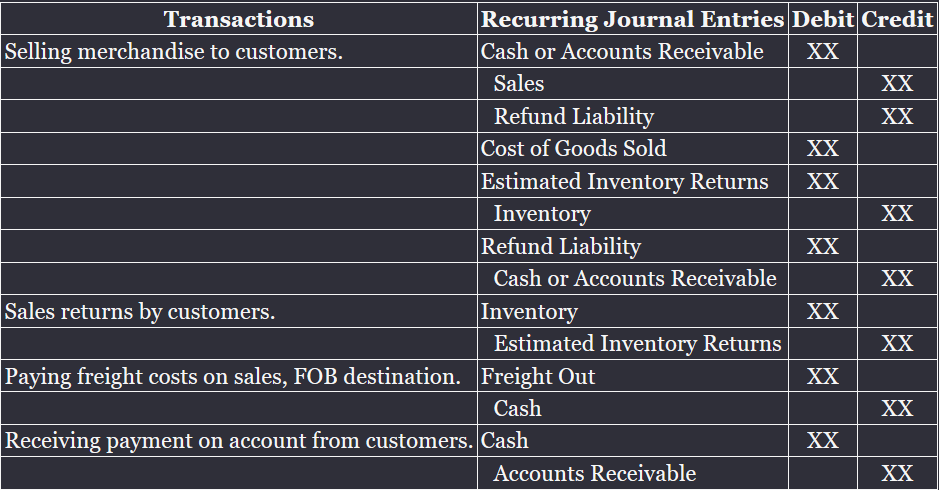 Transactions Recurring Journal Entries Debit Credit
Selling merchandise to customers. Cash or Accounts Receivable XX
Sales XX
Refund Liability XX
Cost of Goods Sold XX
Estimated Inventory Returns XX
Inventory XX
Refund Liability XX
Cash or Accounts Receivable XX
Sales returns by customers. Inventory XX
Estimated Inventory Returns XX
Paying freight costs on sales, FOB destination. Freight Out XX
Cash XX
Receiving payment on account from customers. Cash XX
Accounts Receivable XX